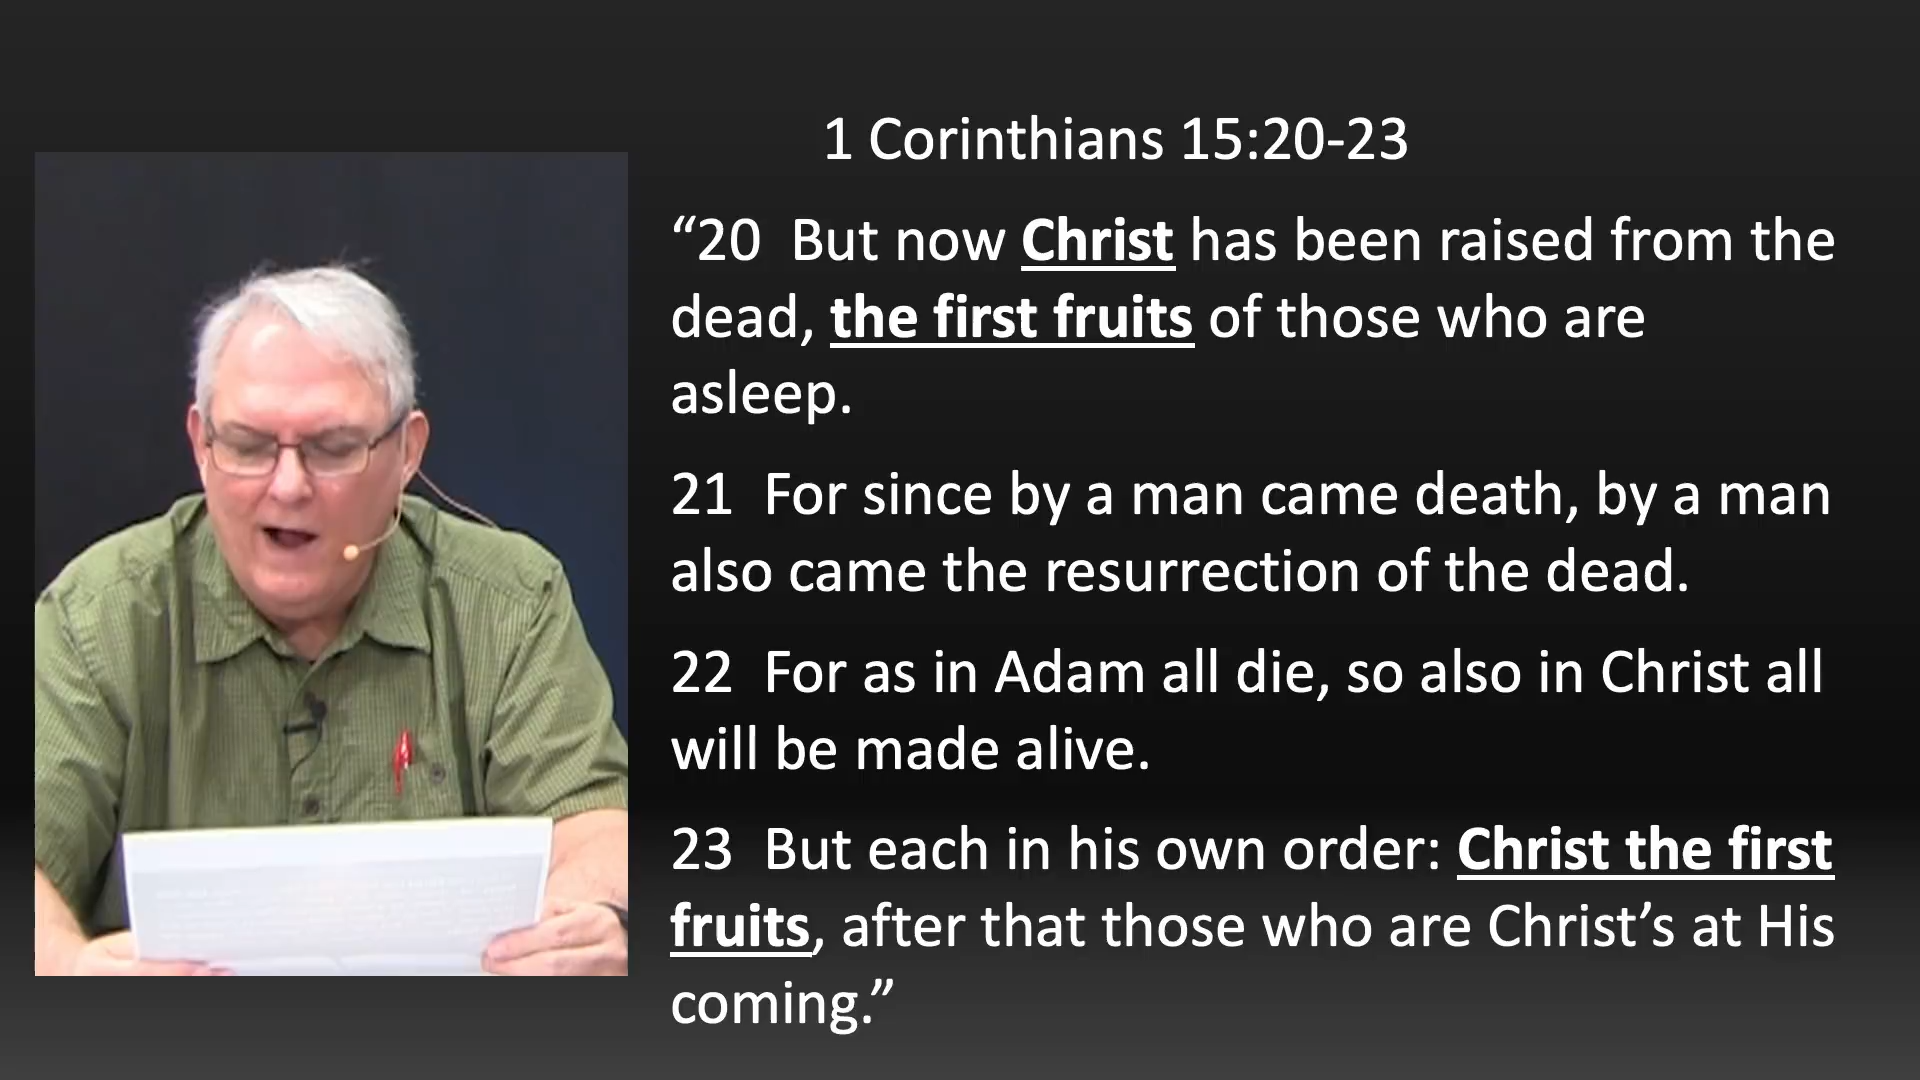 1 Corinthians 15:20-23
“20  But now Christ has been raised from the
dead, the first fruits of those who are
asleep.
21  For since by a man came death, by a man
also came the resurrection of the dead.
22  For as in Adam all die, so also in Christ all
will be made alive.
23  But each in his own order: Christ the first
fruits, after that those who are Christ’s at His
coming.”